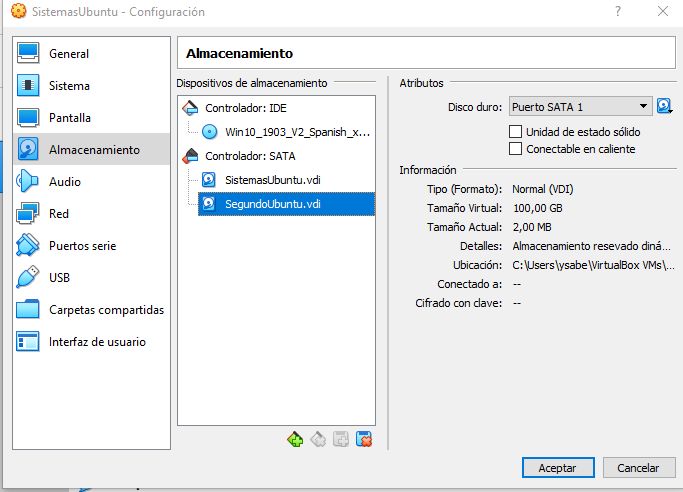 SistemasUbuntu - Configuración
General
Sistema
Pantalla
Almacenamiento
Audio
Red
Puertos serie
USB
Carpetas compartidas
Interfaz de usuario
Almacenamiento
Dispositivos de almacenamiento
Controlador: IDE
Win10_1903_V2_Spanish_x...
Controlador: SATA
SistemasUbuntu.vdi
SegundoUbuntu.vdi
Atributos
Disco duro: Puerto SATA 1
Unidad de estado sólido
Conectable en caliente
Información
Tipo (Formato): Normal (VDI)
Tamaño Virtual: 100,00 GB
Tamaño Actual: 2,00 MB
Detalles: Almacenamiento resevado diná...
Ubicación: C:\Users\ysabe\VirtualBox VMs\...
Conectado a: --
Cifrado con clave: --
Aceptar
Cancelar